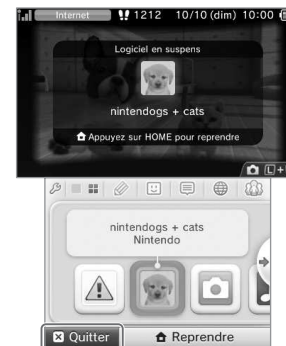 Internet 1212 10/10 (dim) 10:00
Logiciel en suspens
nintendogs + cats
Appuyez sur HOME pour reprendre
L+
nintendogs + cats
Nintendo
Quitter Reprendre